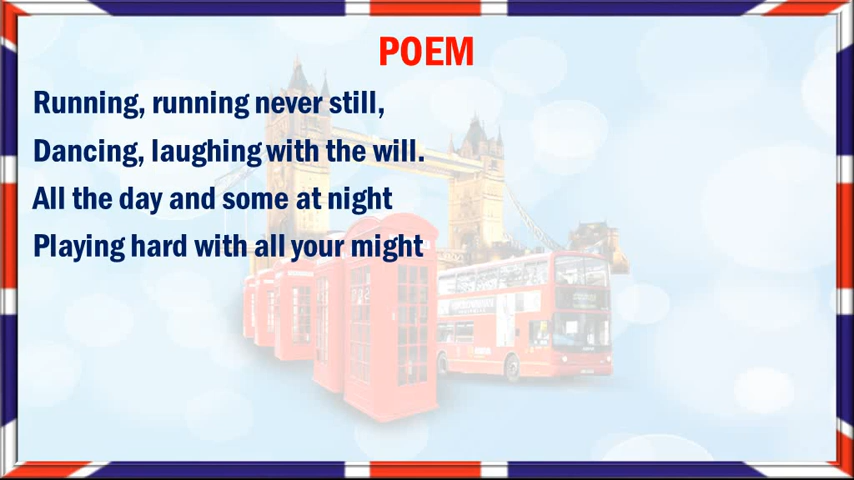 POEM
Running, running never still,
Dancing, laughing with the will.
All the day and some at night
Playing hard with all your might